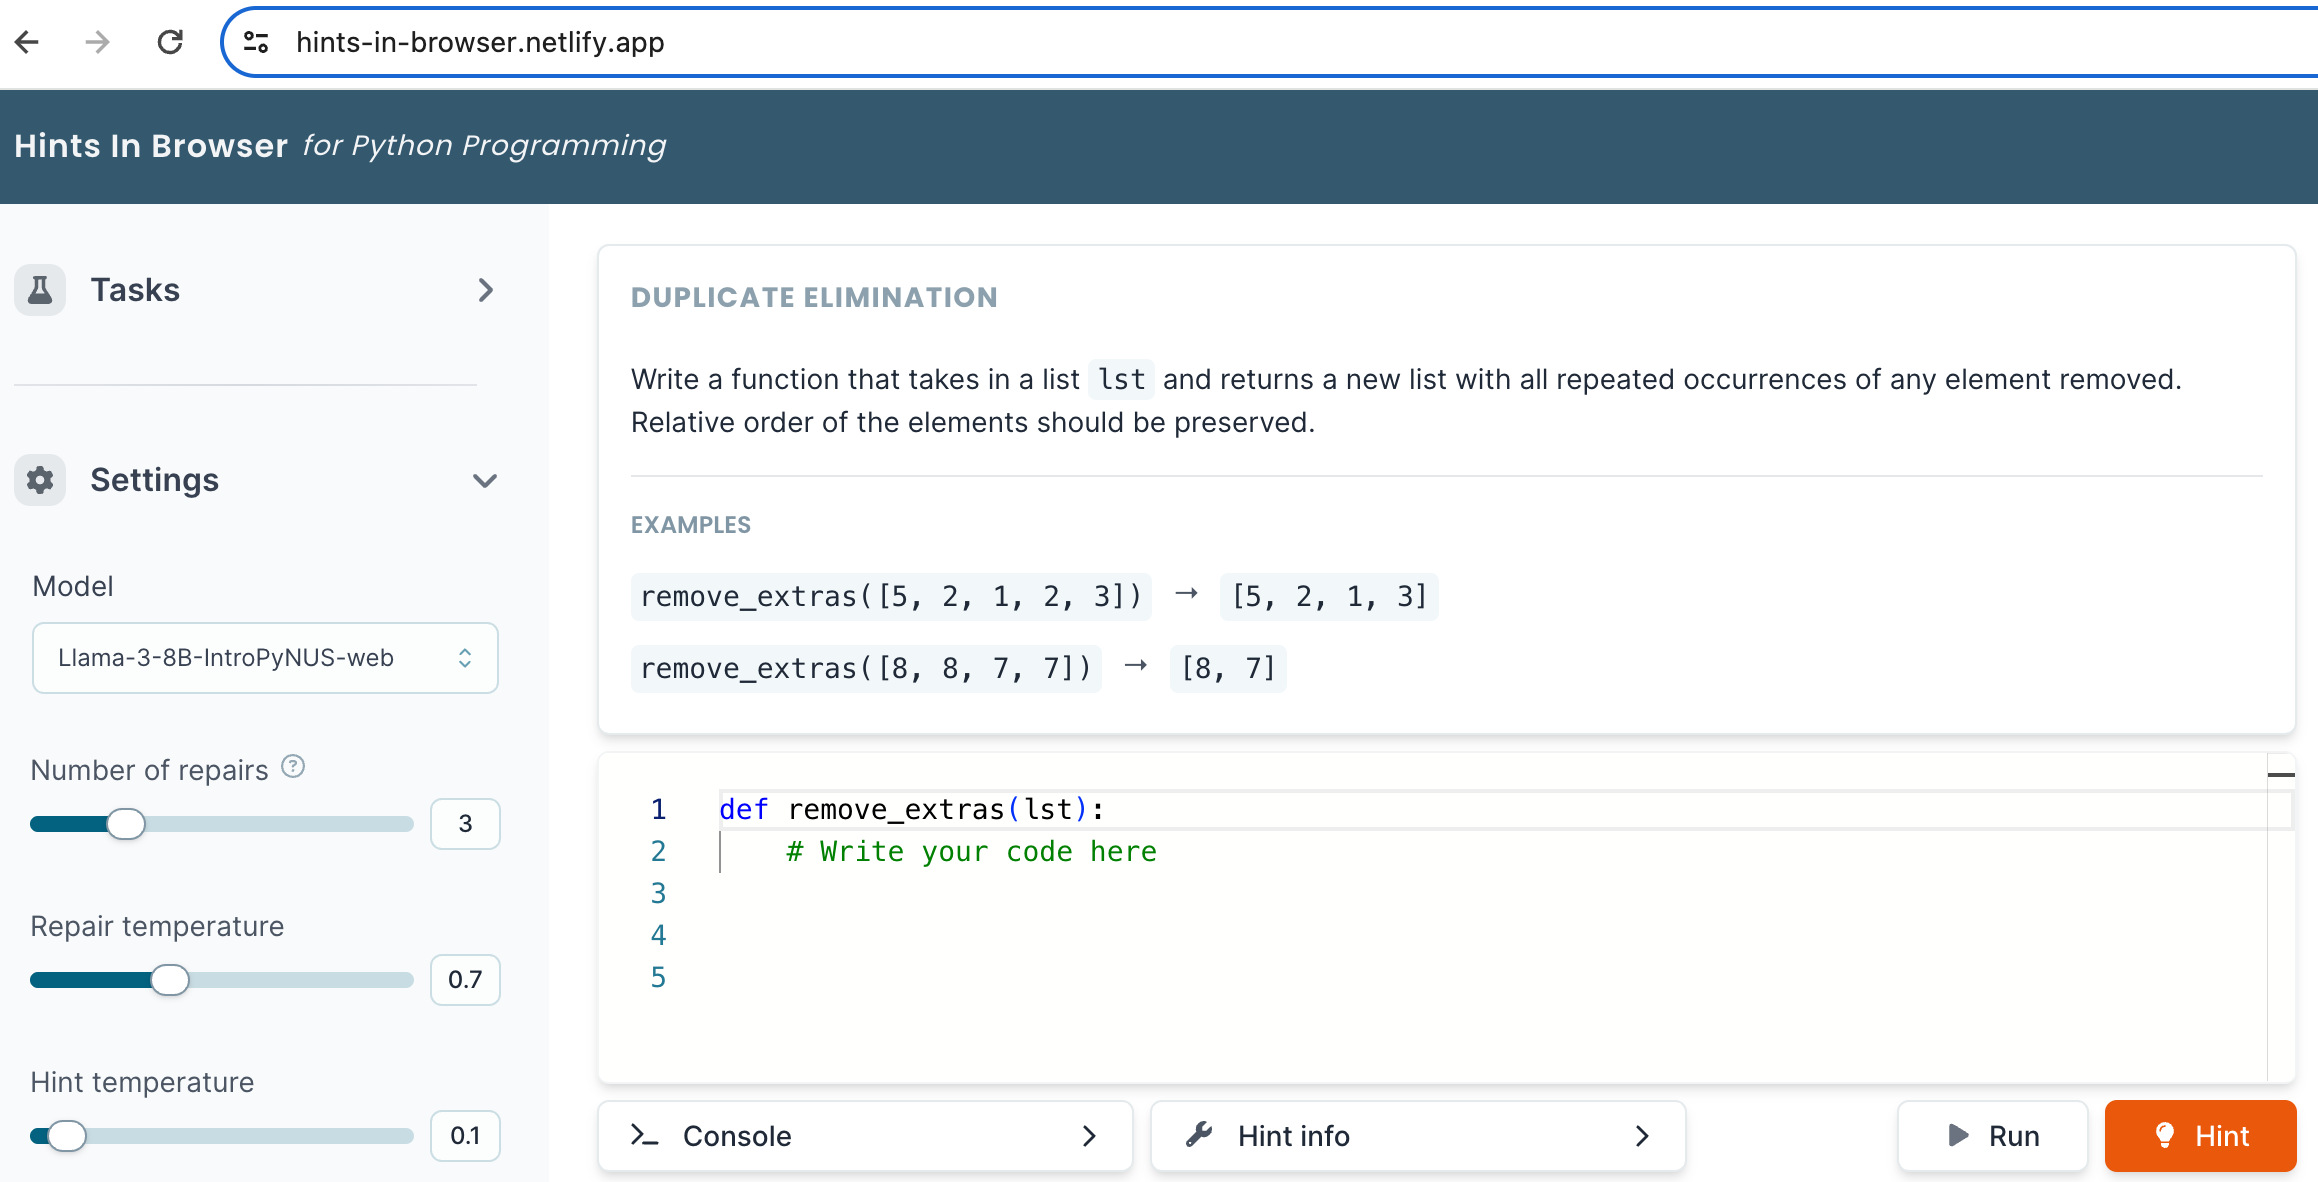 hints-in-browser.netlify.app
Hints In Browser for Python Programming
Tasks
Settings
Model
Llama-3-8B-IntroPyNUS-web
Number of repairs ?
3
Repair temperature
0.7
Hint temperature
0.1
DUPLICATE ELIMINATION
Write a function that takes in a list lst and returns a new list with all repeated occurrences of any element removed.
Relative order of the elements should be preserved.
EXAMPLES
remove_extras([5, 2, 1, 2, 3]) → [5, 2, 1, 3]
remove_extras([8, 8, 7, 7]) → [8, 7]
1 def remove_extras(lst):
2 # Write your code here
3
4
5
Console
Hint info
Run
Hint